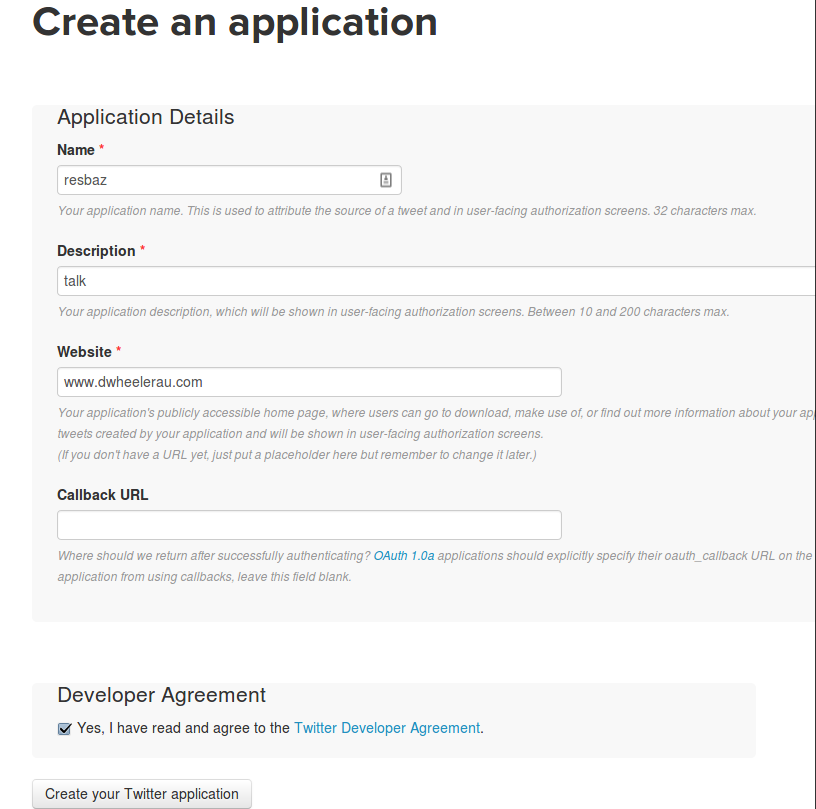 Create an application
Application Details
Name *
resbaz
Your application name. This is used to attribute the source of a tweet and in user-facing authorization screens. 32 characters max.
Description *
talk
Your application description, which will be shown in user-facing authorization screens. Between 10 and 200 characters max.
Website *
www.dwheelerau.com
Your application's publicly accessible home page, where users can go to download, make use of, or find out more information about your
tweets created by your application and will be shown in user-facing authorization screens.
(If you don't have a URL yet, just put a placeholder here but remember to change it later.)
Callback URL
Where should we return after successfully authenticating? OAuth 1.0a applications should explicitly specify their oauth_callback URL on the
application from using callbacks, leave this field blank.
Developer Agreement
Yes, I have read and agree to the Twitter Developer Agreement.
Create your Twitter application